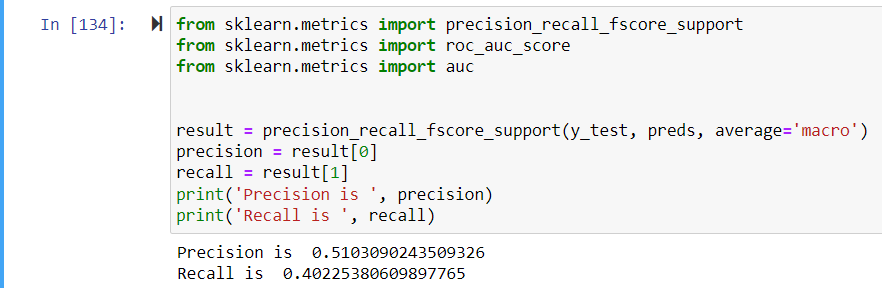 In [134]:
from sklearn.metrics import precision_recall_fscore_support
from sklearn.metrics import roc_auc_score
from sklearn.metrics import auc
result = precision_recall_fscore_support(y_test, preds, average='macro')
precision = result[0]
recall = result[1]
print('Precision is ', precision)
print('Recall is ', recall)
Precision is  0.5103090243509326
Recall is  0.40225380609897765